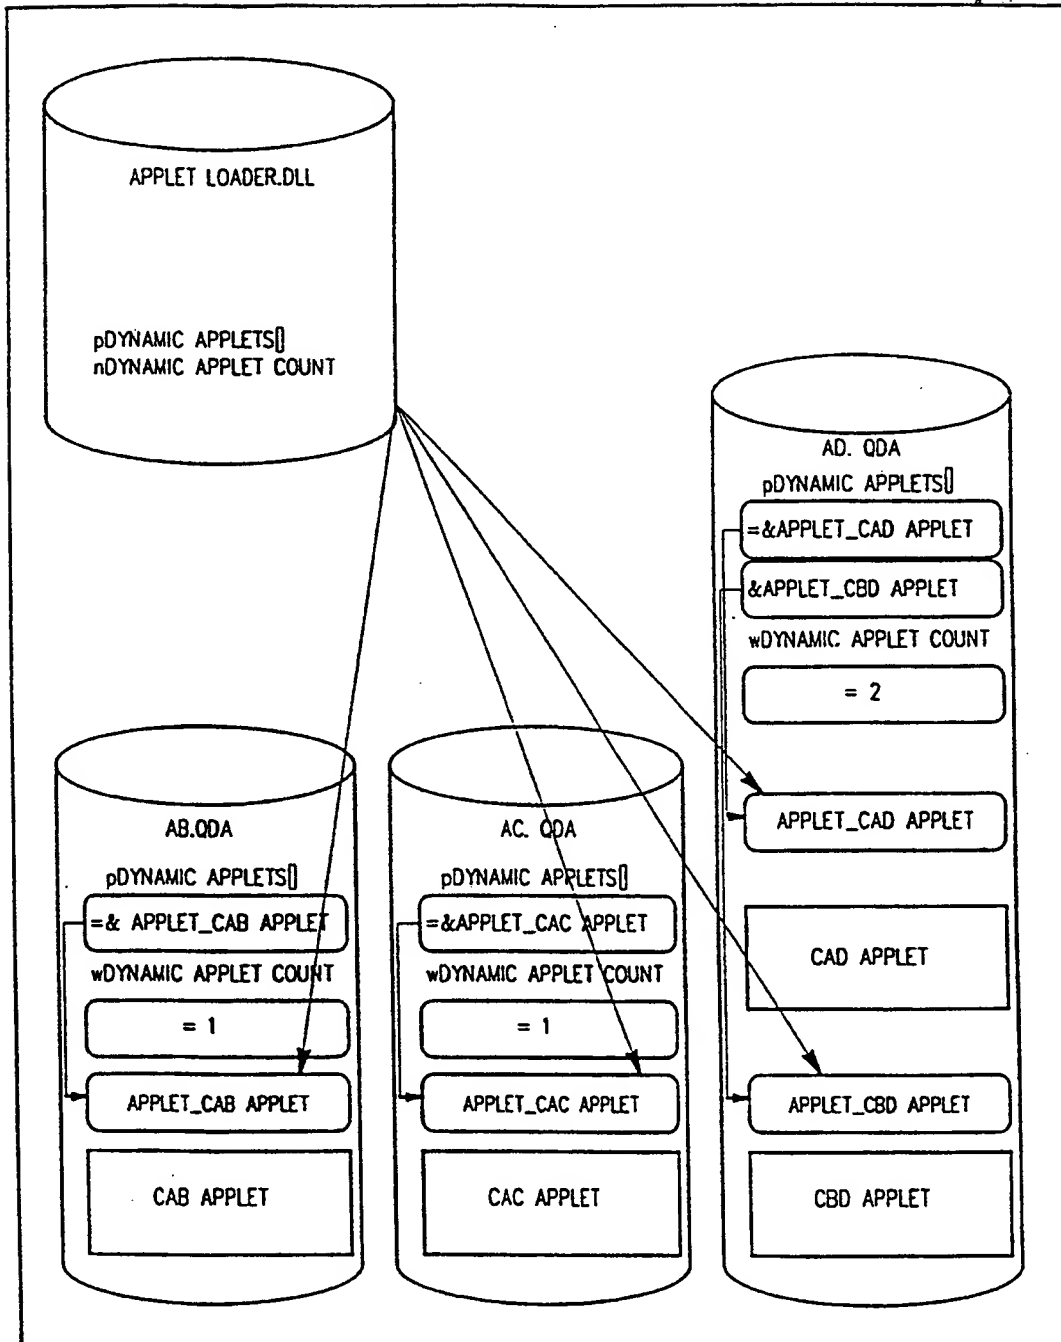 APPLET LOADER.DLL
pDYNAMIC APPLETS[]
nDYNAMIC APPLET COUNT
AD. QDA
pDYNAMIC APPLETS[]
=&APPLET_CAD APPLET
&APPLET_CBD APPLET
wDYNAMIC APPLET COUNT
= 2
APPLET_CAD APPLET
CAD APPLET
APPLET_CBD APPLET
CBD APPLET
AB.QDA
pDYNAMIC APPLETS[]
=& APPLET_CAB APPLET
wDYNAMIC APPLET COUNT
= 1
APPLET_CAB APPLET
CAB APPLET
AC. QDA
pDYNAMIC APPLETS[]
=&APPLET_CAC APPLET
wDYNAMIC APPLET COUNT
= 1
APPLET_CAC APPLET
CAC APPLET